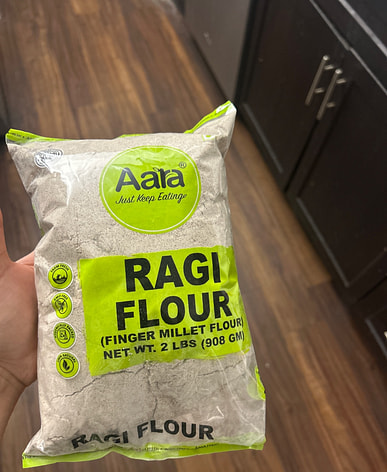 Aara®
Just Keep Eating
RAGI
FLOUR
(FINGER MILLET FLOUR)
NET WT. 2 LBS (908 GM)
RAGI FLOUR